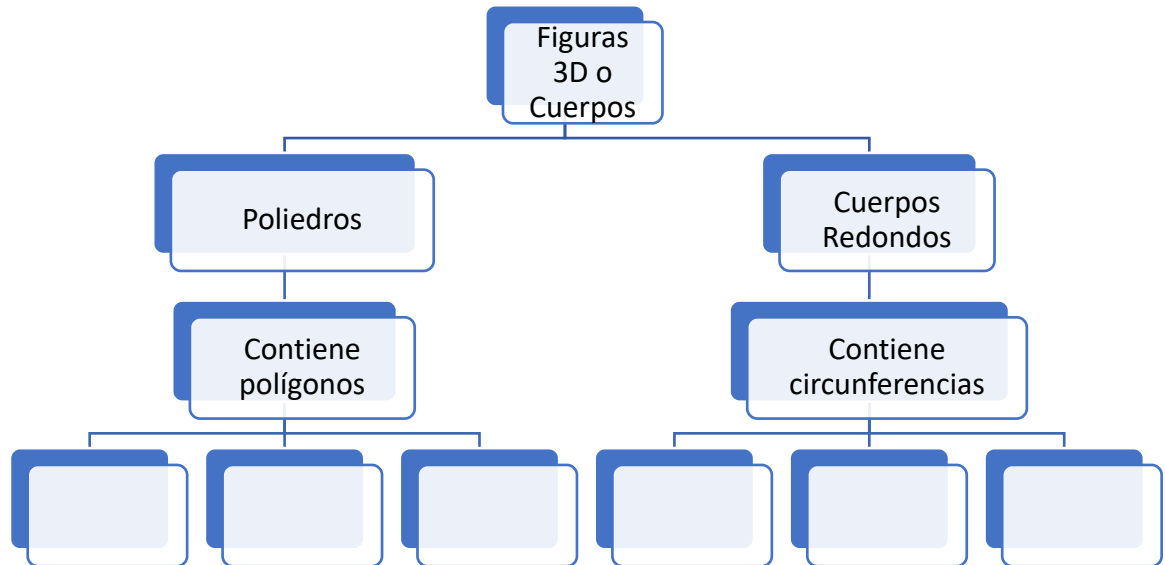 Figuras
3D o
Cuerpos
Poliedros
Cuerpos
Redondos
Contiene
polígonos
Contiene
circunferencias